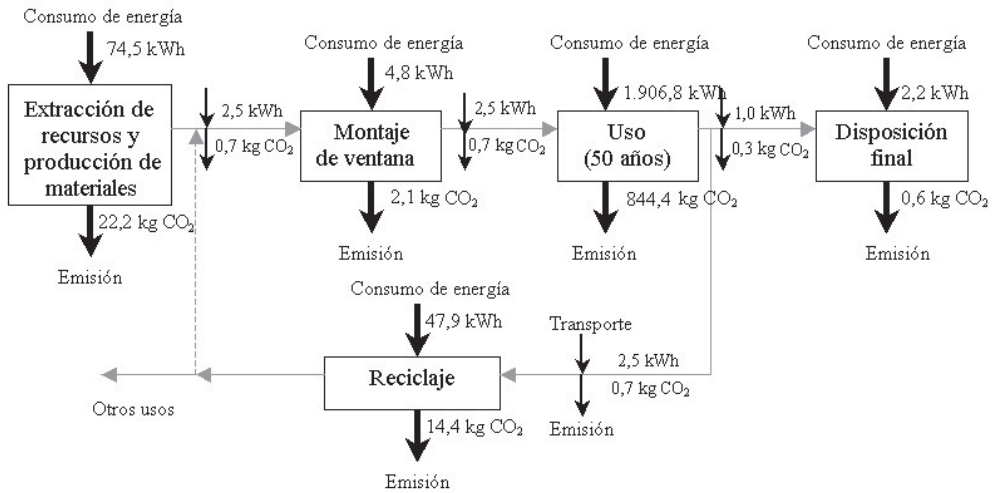 Consumo de energía
74,5 kWh
Extracción de
recursos y
producción de
materiales
22,2 kg CO₂
Emisión
2,5 kWh
0,7 kg CO₂
Consumo de energía
4,8 kWh
Montaje
de ventana
2,1 kg CO₂
Emisión
2,5 kWh
0,7 kg CO₂
Consumo de energía
1.906,8 kWh
Uso
(50 años)
844,4 kg CO₂
Emisión
1,0 kWh
0,3 kg CO₂
Consumo de energía
2,2 kWh
Disposición
final
0,6 kg CO₂
Emisión
Consumo de energía
47,9 kWh
Reciclaje
14,4 kg CO₂
Emisión
Transporte
2,5 kWh
0,7 kg CO₂
Emisión
Otros usos